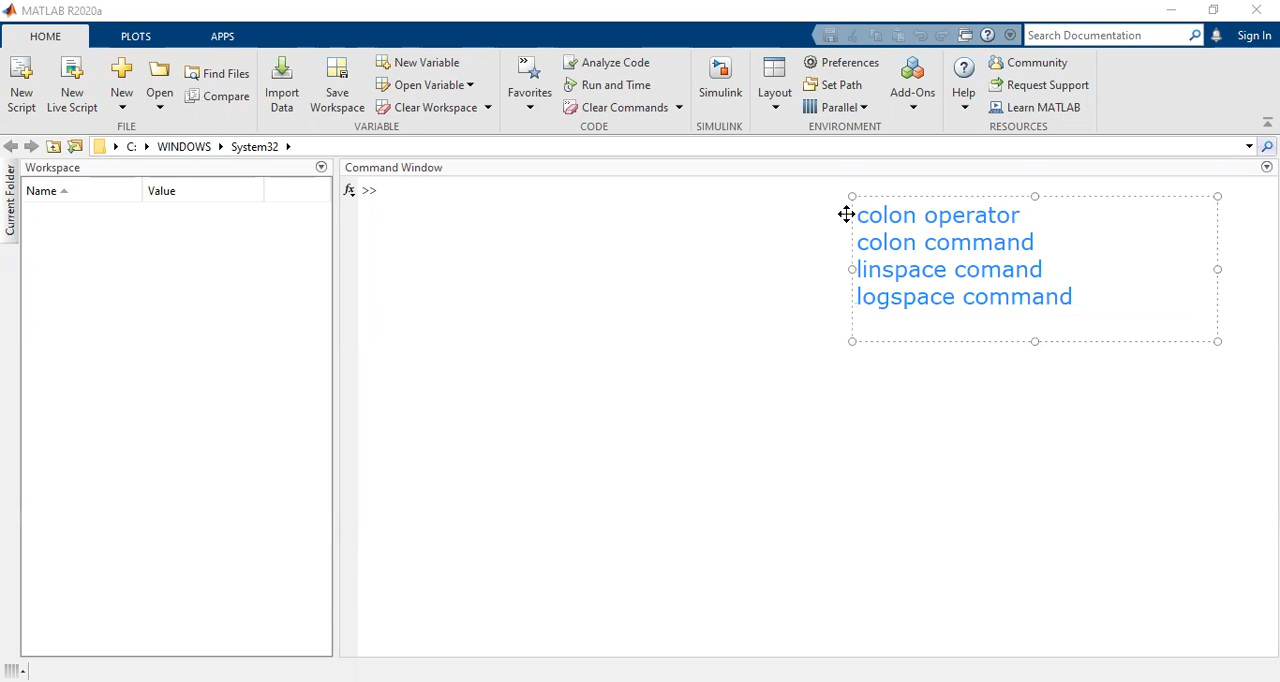 MATLAB R2020a
HOME PLOTS APPS
Search Documentation
Sign In
New Script
New Live Script
New
Open
Find Files
Compare
FILE
Import Data
Save Workspace
New Variable
Open Variable
Clear Workspace
VARIABLE
Favorites
Analyze Code
Run and Time
Clear Commands
CODE
Simulink
SIMULINK
Layout
Preferences
Set Path
Parallel
Add-Ons
ENVIRONMENT
Help
Community
Request Support
Learn MATLAB
RESOURCES
C: WINDOWS System32
Current Folder
Workspace
Name Value
Command Window
fx >>
colon operator
colon command
linspace comand
logspace command